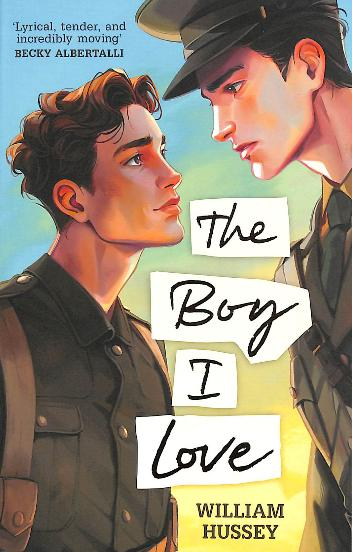 ‘Lyrical, tender, and
incredibly moving’
BECKY ALBERTALLI
The
Boy
I
Love
WILLIAM
HUSSEY